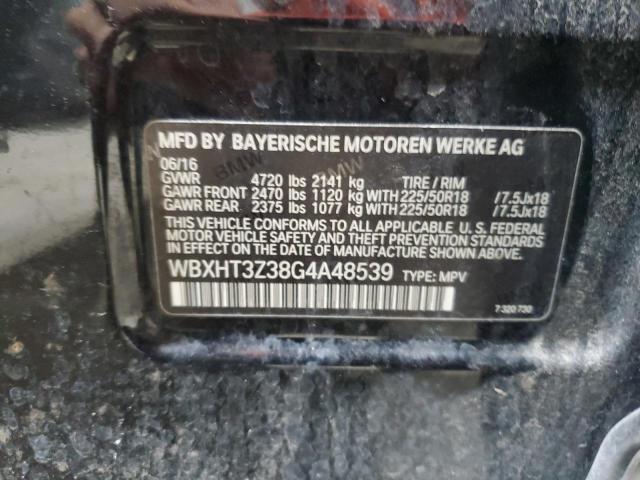 MFD BY BAYERISCHE MOTOREN WERKE AG
06/16 BMW BMW
GVWR 4720 lbs 2141 kg TIRE / RIM
GAWR FRONT 2470 lbs 1120 kg WITH 225/50R18 /7.5Jx18
GAWR REAR 2375 lbs 1077 kg WITH 225/50R18 /7.5Jx18
THIS VEHICLE CONFORMS TO ALL APPLICABLE U. S. FEDERAL
MOTOR VEHICLE SAFETY AND THEFT PREVENTION STANDARDS
IN EFFECT ON THE DATE OF MANUFACTURE SHOWN ABOVE.
WBXHT3Z38G4A48539 TYPE: MPV
7 320 730